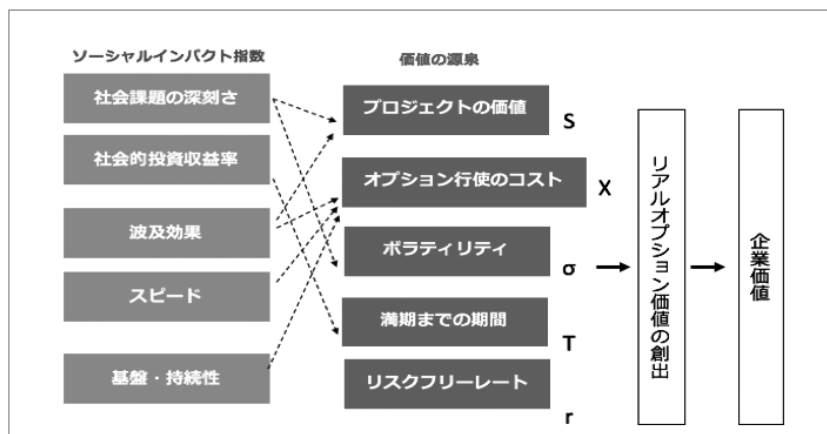 ソーシャルインパクト指数
社会課題の深刻さ
社会的投資収益率
波及効果
スピード
基盤・持続性
価値の源泉
プロジェクトの価値
S
オプション行使のコスト
X
ボラティリティ
σ
満期までの期間
T
リスクフリーレート
r
リアルオプション価値の創出
企業価値